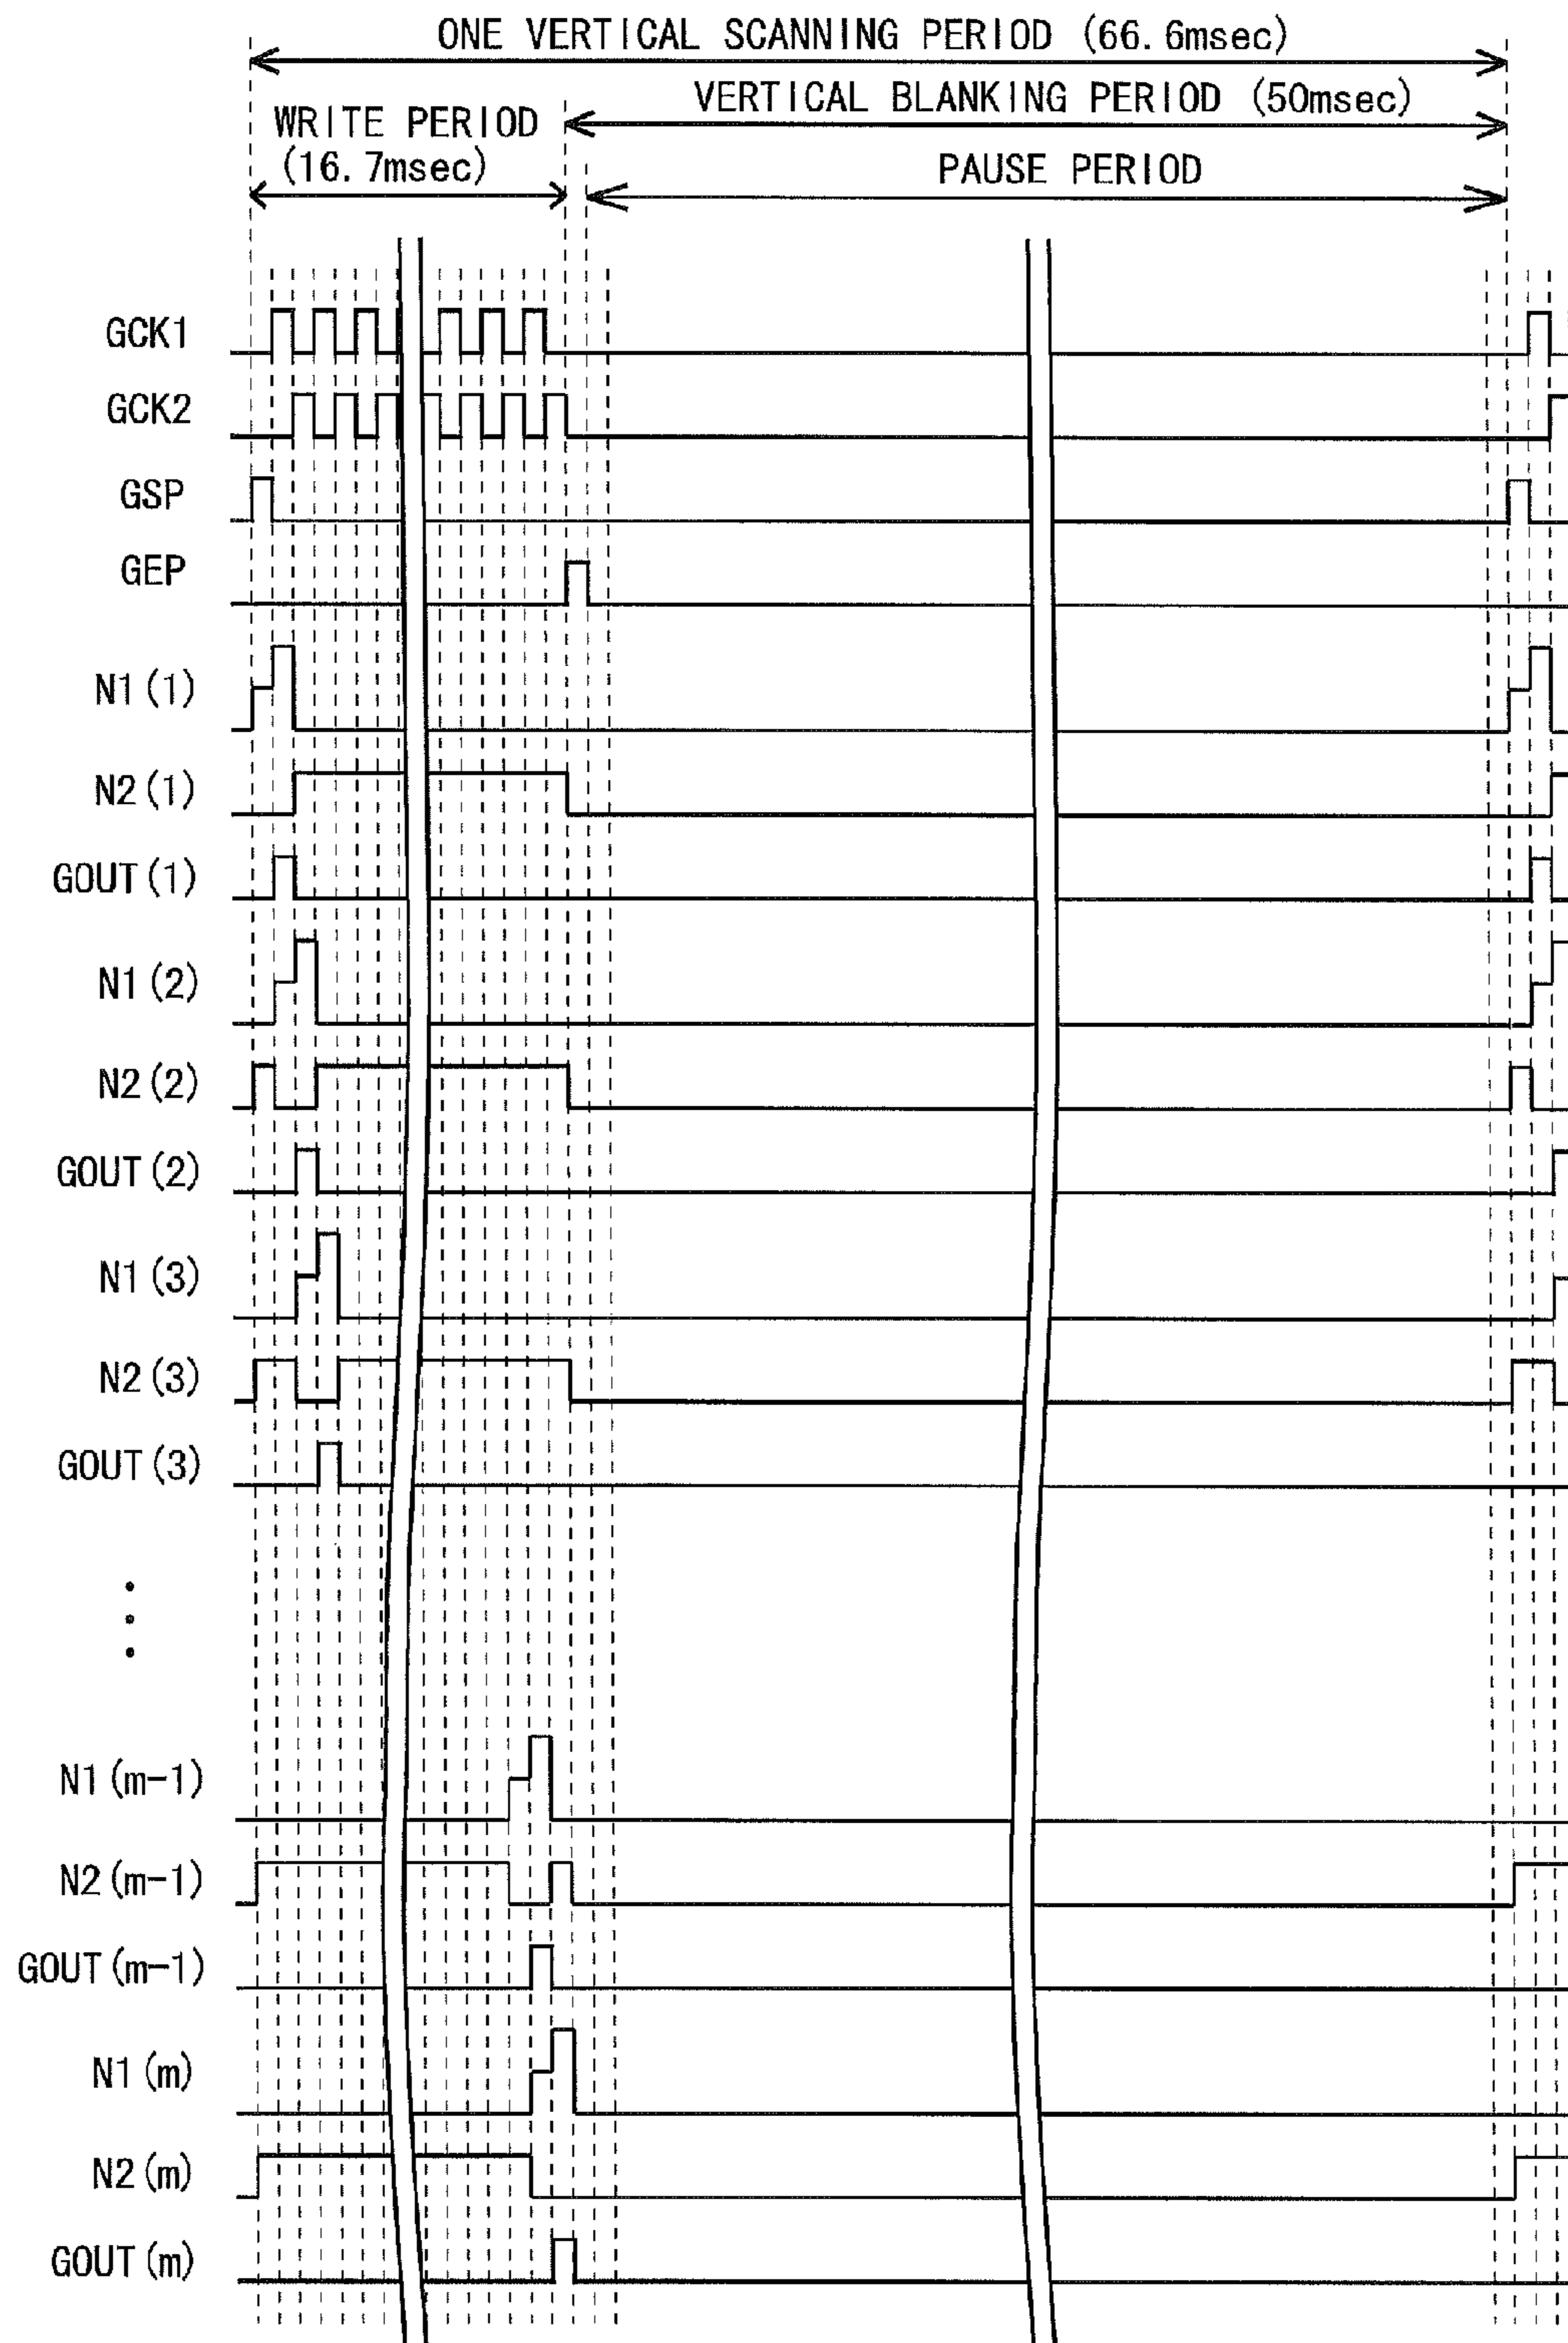 ONE VERTICAL SCANNING PERIOD (66.6msec)
VERTICAL BLANKING PERIOD (50msec)
WRITE PERIOD
(16.7msec)
PAUSE PERIOD
GCK1
GCK2
GSP
GEP
N1(1)
N2(1)
GOUT(1)
N1(2)
N2(2)
GOUT(2)
N1(3)
N2(3)
GOUT(3)
N1(m-1)
N2(m-1)
GOUT(m-1)
N1(m)
N2(m)
GOUT(m)